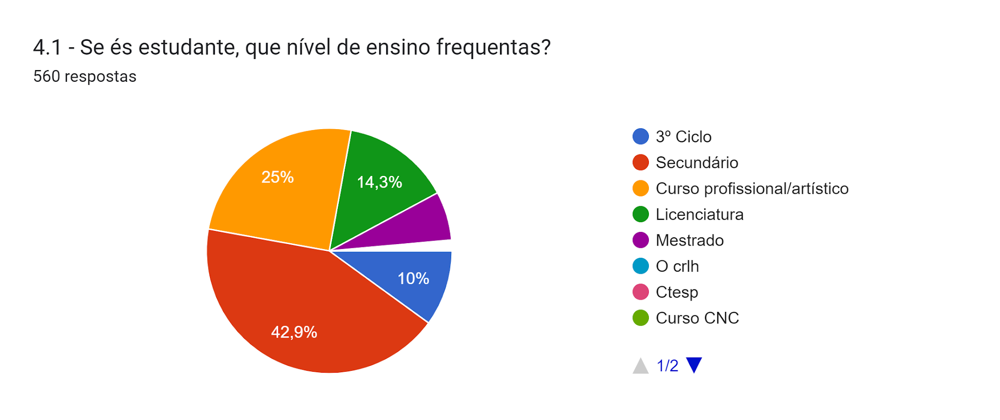 4.1 - Se és estudante, que nível de ensino frequentas?
560 respostas
25%
14,3%
10%
42,9%
3º Ciclo
Secundário
Curso profissional/artístico
Licenciatura
Mestrado
O crlh
Ctesp
Curso CNC
1/2